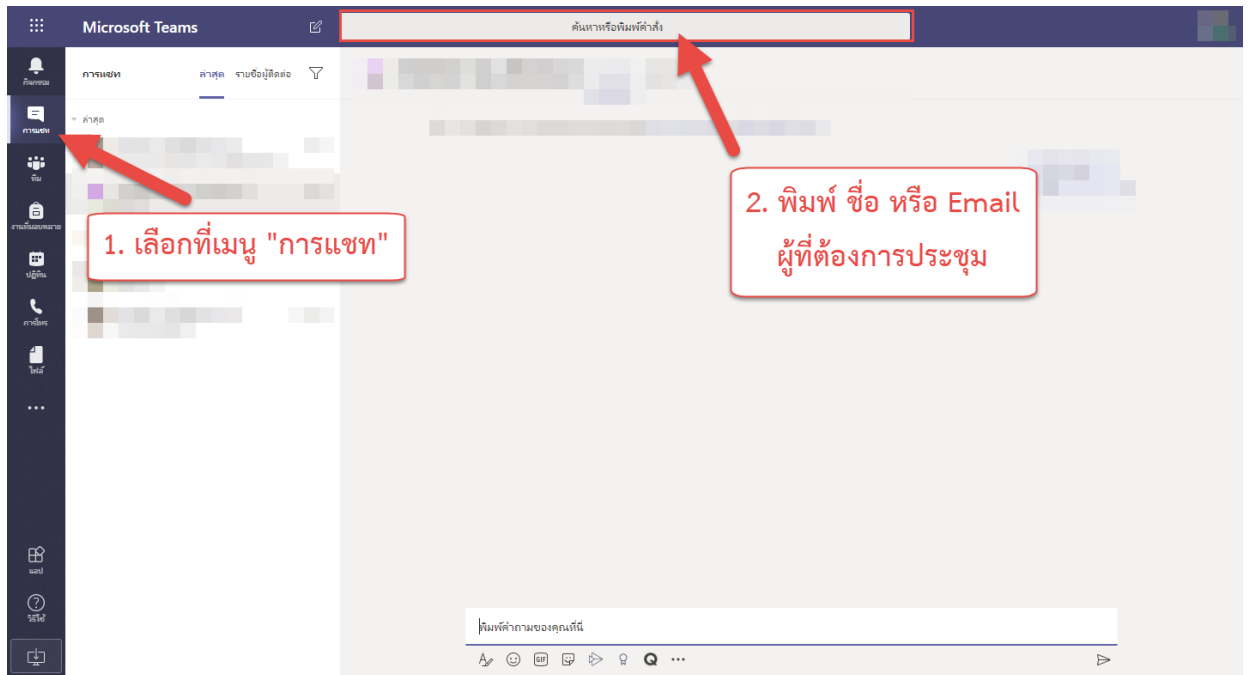 Microsoft Teams
ค้นหาหรือพิมพ์คำสั่ง
กิจกรรม
การแชท
ทีม
งานที่มอบหมาย
ปฏิทิน
การโทร
ไฟล์
แอป
วิธีใช้
การแชท ล่าสุด รายชื่อผู้ติดต่อ
ล่าสุด
1. เลือกที่เมนู "การแชท"
2. พิมพ์ ชื่อ หรือ Email
ผู้ที่ต้องการประชุม
พิมพ์คำถามของคุณที่นี่
GIF